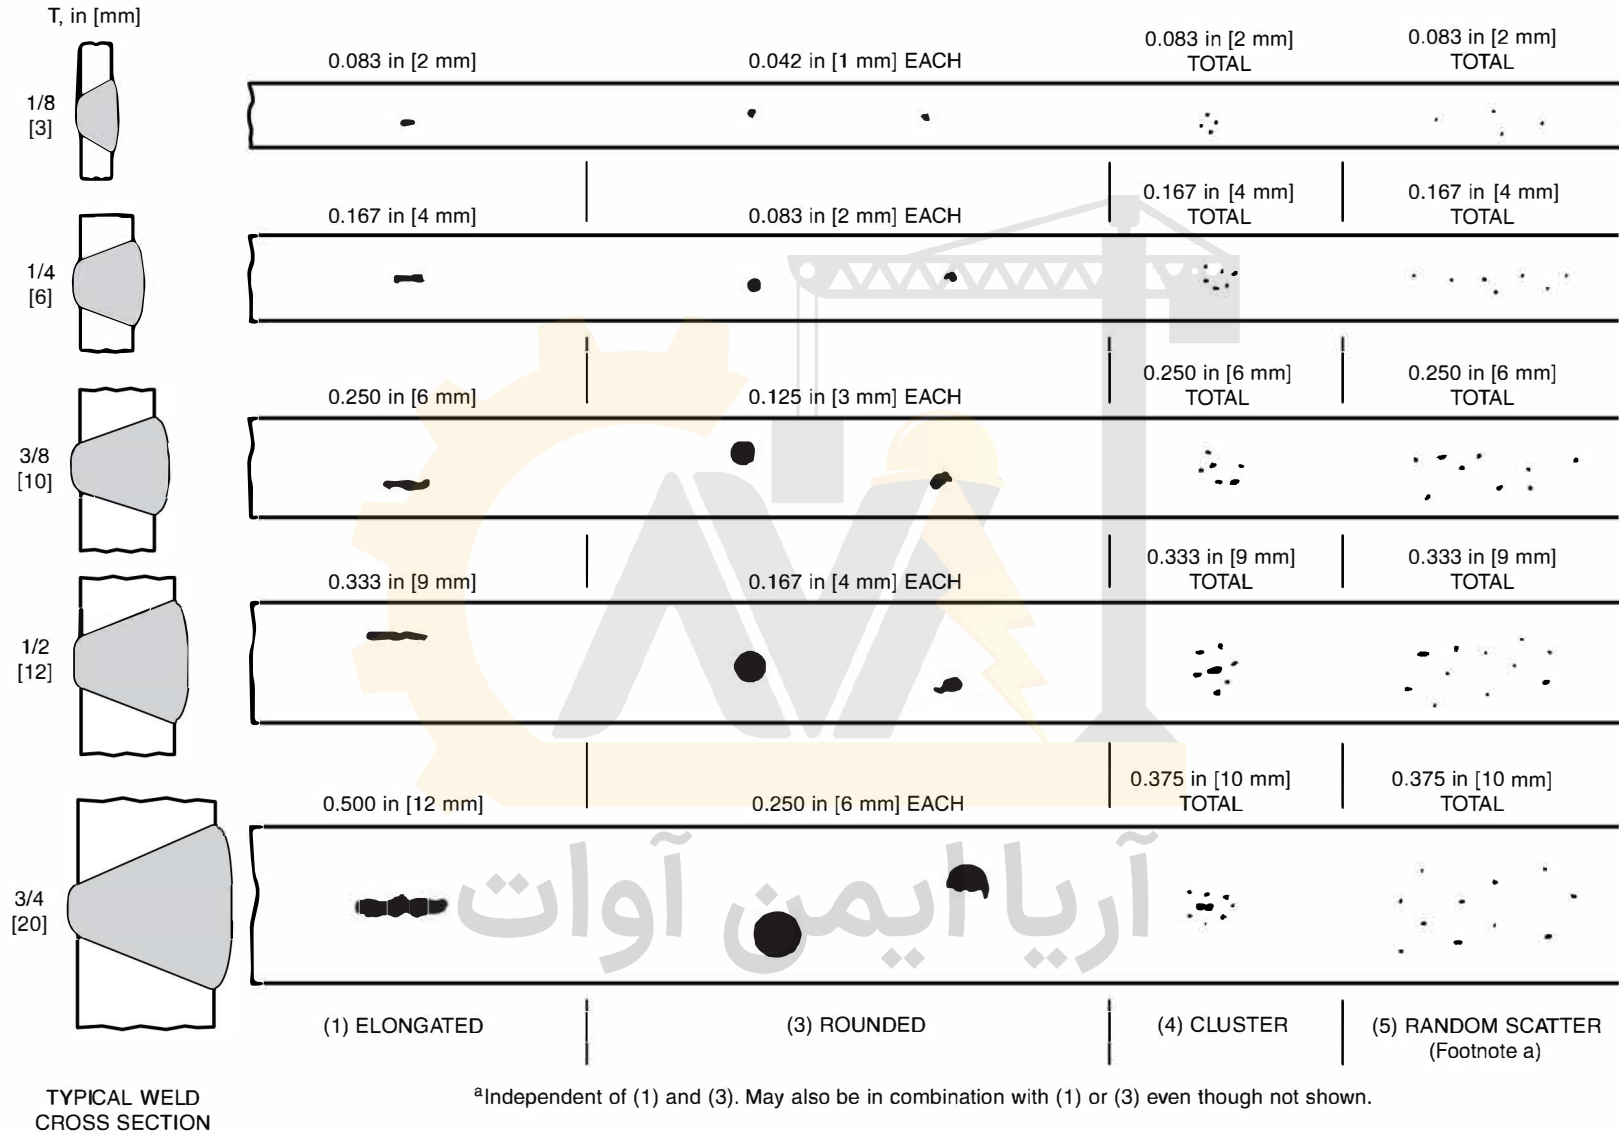 T, in [mm]
0.083 in [2 mm]
0.042 in [1 mm] EACH
0.083 in [2 mm]
TOTAL
0.083 in [2 mm]
TOTAL
1/8
[3]
0.167 in [4 mm]
0.083 in [2 mm] EACH
0.167 in [4 mm]
TOTAL
0.167 in [4 mm]
TOTAL
1/4
[6]
0.250 in [6 mm]
0.125 in [3 mm] EACH
0.250 in [6 mm]
TOTAL
0.250 in [6 mm]
TOTAL
3/8
[10]
0.333 in [9 mm]
0.167 in [4 mm] EACH
0.333 in [9 mm]
TOTAL
0.333 in [9 mm]
TOTAL
1/2
[12]
0.500 in [12 mm]
0.250 in [6 mm] EACH
0.375 in [10 mm]
TOTAL
0.375 in [10 mm]
TOTAL
3/4
[20]
آریا ایمن آوات
(1) ELONGATED
(3) ROUNDED
(4) CLUSTER
(5) RANDOM SCATTER
(Footnote a)
TYPICAL WELD
CROSS SECTION
aIndependent of (1) and (3). May also be in combination with (1) or (3) even though not shown.